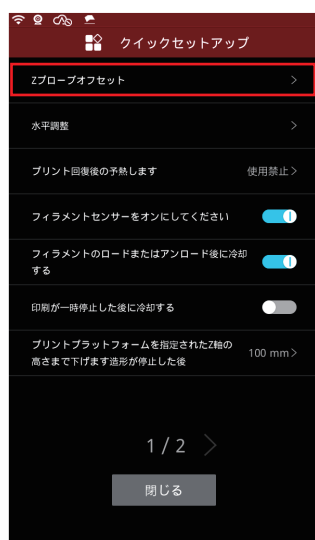 クイックセットアップ
Zプローブオフセット >
水平調整 >
プリント回復後の予熱します 使用禁止 >
フィラメントセンサーをオンにしてください
フィラメントのロードまたはアンロード後に冷却
する
印刷が一時停止した後に冷却する
プリントプラットフォームを指定されたZ軸の
高さまで下げます造形が停止した後 100 mm >
1 / 2 >
閉じる